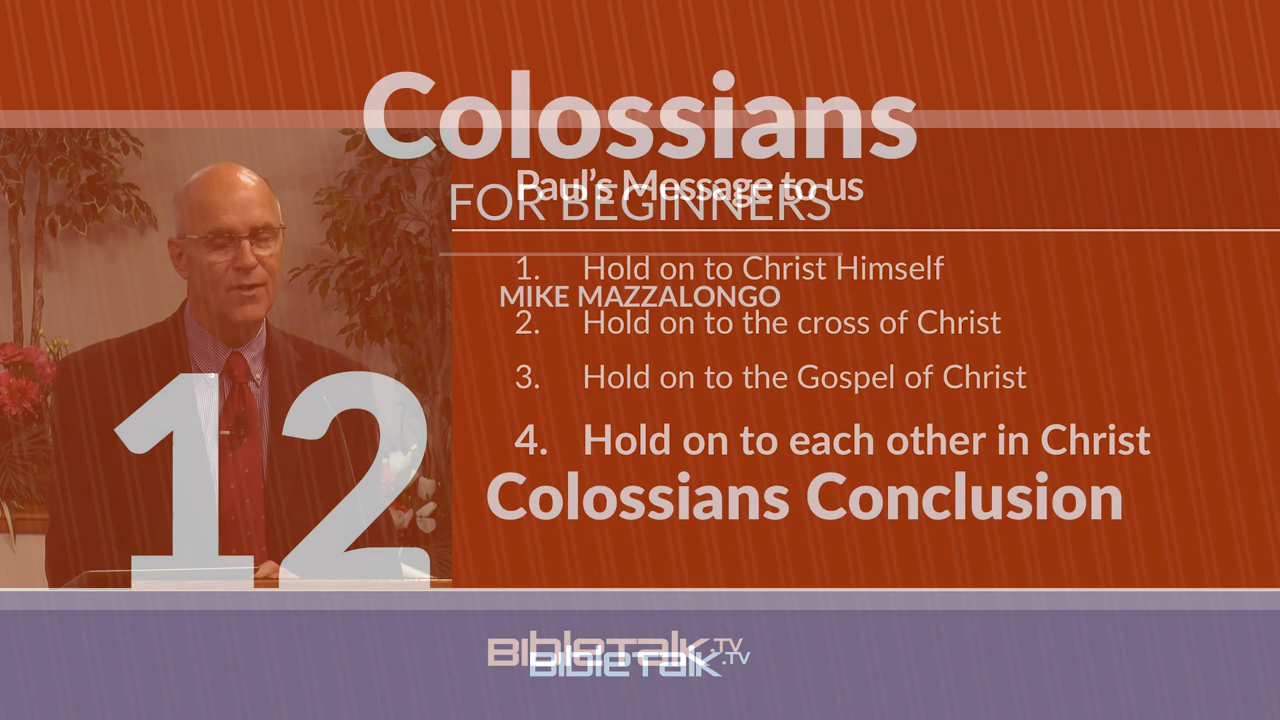 Colossians
Paul's Message to us
FOR BEGINNERS
1. Hold on to Christ Himself
MIKE MAZZALONGO
2. Hold on to the cross of Christ
3. Hold on to the Gospel of Christ
12
4. Hold on to each other in Christ
Colossians Conclusion
BibleTalk.TV
BibleTalk.TV